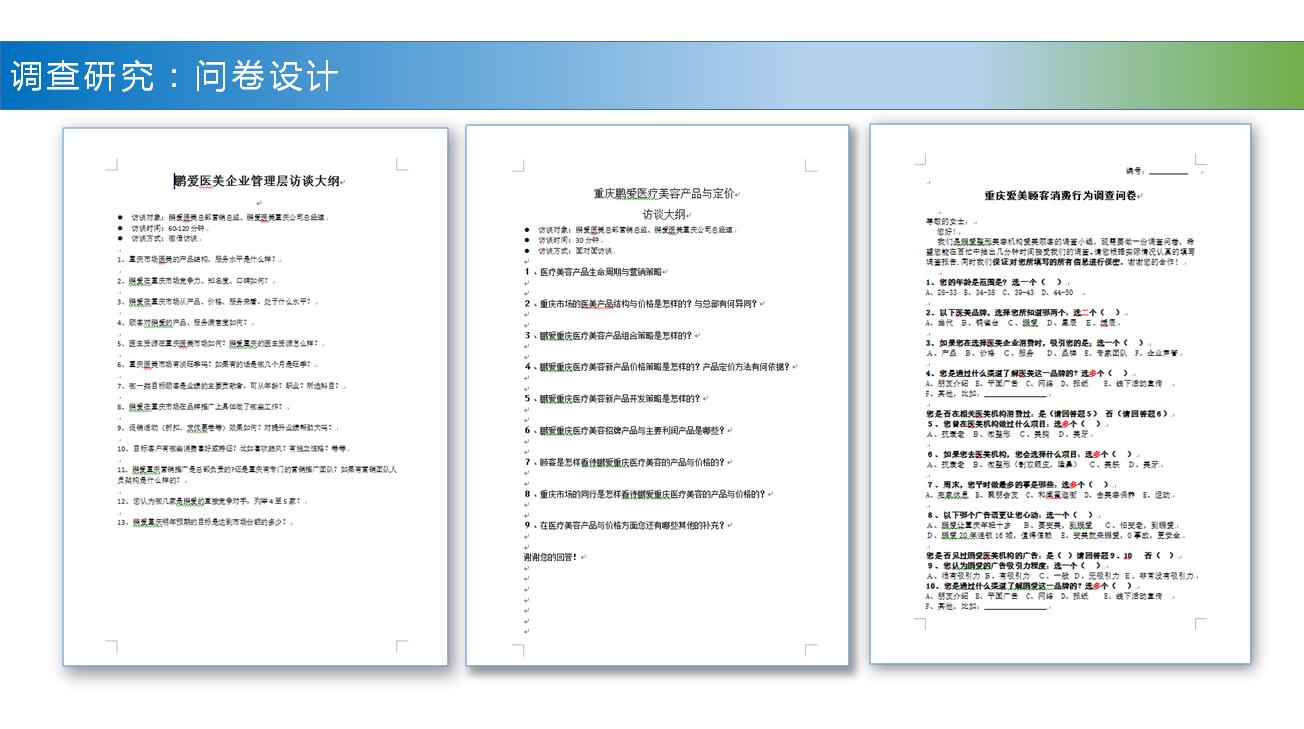 调查研究：问卷设计
鹏爱医美企业管理层访谈大纲
● 访谈对象：鹏爱医美总部营销总监、鹏爱医美重庆公司总经理
● 访谈时间：60-120分钟
● 访谈方式：微信访谈
1、重庆市场医美的产品结构、服务水平是什么样？
2、鹏爱在重庆市场竞争力、知名度、口碑如何？
3、鹏爱在重庆市场从产品、价格、服务来看，处于什么水平？
4、顾客对鹏爱的产品、服务满意度如何？
5、医生资源在重庆医美市场如何？鹏爱重庆的医生资源怎么样？
6、重庆医美市场有淡旺季吗？如果有的话是哪几个月是旺季？
7、哪一类目标顾客是业绩的主要贡献者，可从年龄？职业？所选科目？
8、鹏爱在重庆市场在品牌推广上具体做了哪些工作？
9、促销活动（折扣、发优惠卷等）效果如何？对提升业绩帮助大吗？
10、目标客户有哪些消费喜好或特征？比如喜欢跟风？有独立性格？等等
11、鹏爱重庆营销推广是总部负责的?还是重庆有专门的营销推广团队？如果有营销团队人
员架构是什么样的？
12、您认为哪几家是鹏爱的直接竞争对手，列举4至5家？
13、鹏爱重庆明年预期的目标是达到市场份额的多少？
重庆鹏爱医疗美容产品与定价
访谈大纲
● 访谈对象：鹏爱医美总部营销总监、鹏爱医美重庆公司总经理
● 访谈时间：30分钟
● 访谈方式：面对面访谈
1、医疗美容产品生命周期与营销策略
2、重庆市场的医美产品结构与价格是怎样的？与总部有何异同？
3、鹏爱重庆医疗美容产品组合策略是怎样的？
4、鹏爱重庆医疗美容新产品价格策略是怎样的？产品定价方法有何依据？
5、鹏爱重庆医疗美容新产品开发策略是怎样的？
6、鹏爱重庆医疗美容招牌产品与主要利润产品是哪些？
7、顾客是怎样看待鹏爱重庆医疗美容的产品与价格的？
8、重庆市场的同行是怎样看待鹏爱重庆医疗美容的产品与价格的？
9、在医疗美容产品与价格方面您还有哪些其他的补充？
谢谢您的回答！
编号：________
重庆爱美顾客消费行为调查问卷
尊敬的女士：
您好！
我们是鹏爱整形美容机构爱美顾客的调查小组，现需要做一份调查问卷，希
望您能在百忙中抽出几分钟时间接受我们的调查。请您根据实际情况认真的填写
调查报告。同时我们保证对您所填写的所有信息进行保密。谢谢您的合作！
1、您的年龄是范围是？选一个（ ）
A、28-33 B、34-38 C、39-43 D、44-50
2、以下医美品牌，选择您所知道哪两个：选二个（ ）
A、当代 B、铜雀台 C、鹏爱 D、星辰 E、媛辰
3、如果您在选择医美企业消费时，吸引您的是：选一个（ ）
A、产品 B、价格 C、服务 D、品牌 E、专家团队 F、企业声誉
4、您是通过什么渠道了解医美这一品牌的？选多个（ ）
A、朋友介绍 B、平面广告 C、网络 D、报纸 E、线下活动宣传
F、其他，比如：______________
您是否在相关医美机构消费过：是（请回答题5） 否（请回答题6）
5、您曾在医美机构做过什么项目：选多个（ ）
A、抗衰老 B、微整形 C、美胸 D、美牙
6、如果您去医美机构，您会选择什么项目：选多个（ ）
A、抗衰老 B、微整形（割双眼皮，隆鼻） C、美肤 D、美牙
7、周末，您平时做最多的事是哪些：选多个（ ）
A、在家休息 B、聚朋会友 C、和闺蜜逛街 D、去美容保养 E、运动
8、以下哪个广告语更让您心动：选一个（ ）
A、鹏爱让重庆年轻十岁 B、要变美，到鹏爱 C、怕变老，到鹏爱
D、鹏爱20年连锁16城，值得信赖 E、变美就来鹏爱，0事故，更安全
您是否见过鹏爱医美机构的广告：是（ ）请回答题9、10 否（ ）
9、您认为鹏爱的广告吸引力程度：选一个（ ）
A、很有吸引力 B、有吸引力 C、一般 D、无吸引力 E、非常没有吸引力
10、您是通过什么渠道了解鹏爱这一品牌的？选多个（ ）
A、朋友介绍 B、平面广告 C、网络 D、报纸 E、线下活动宣传
F、其他，比如：______________